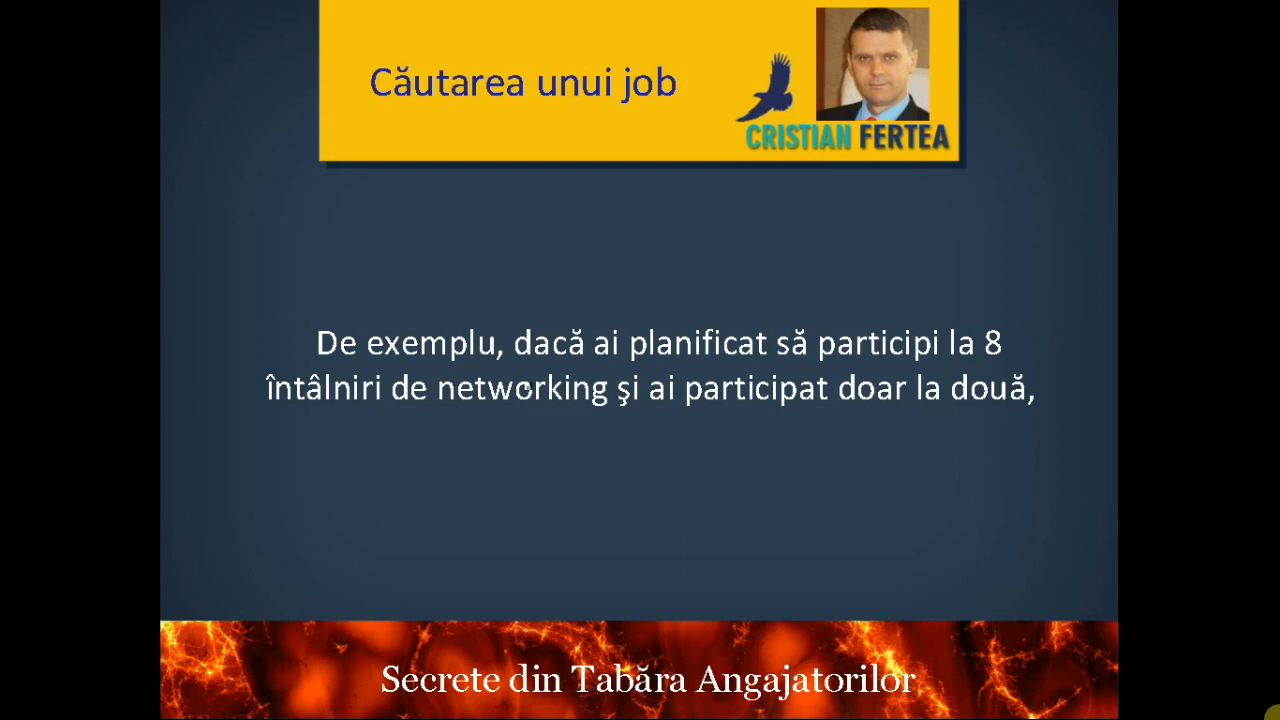 Căutarea unui job
CRISTIAN FERTEA
De exemplu, dacă ai planificat să participi la 8
întâlniri de networking şi ai participat doar la două,
Secrete din Tabăra Angajatorilor